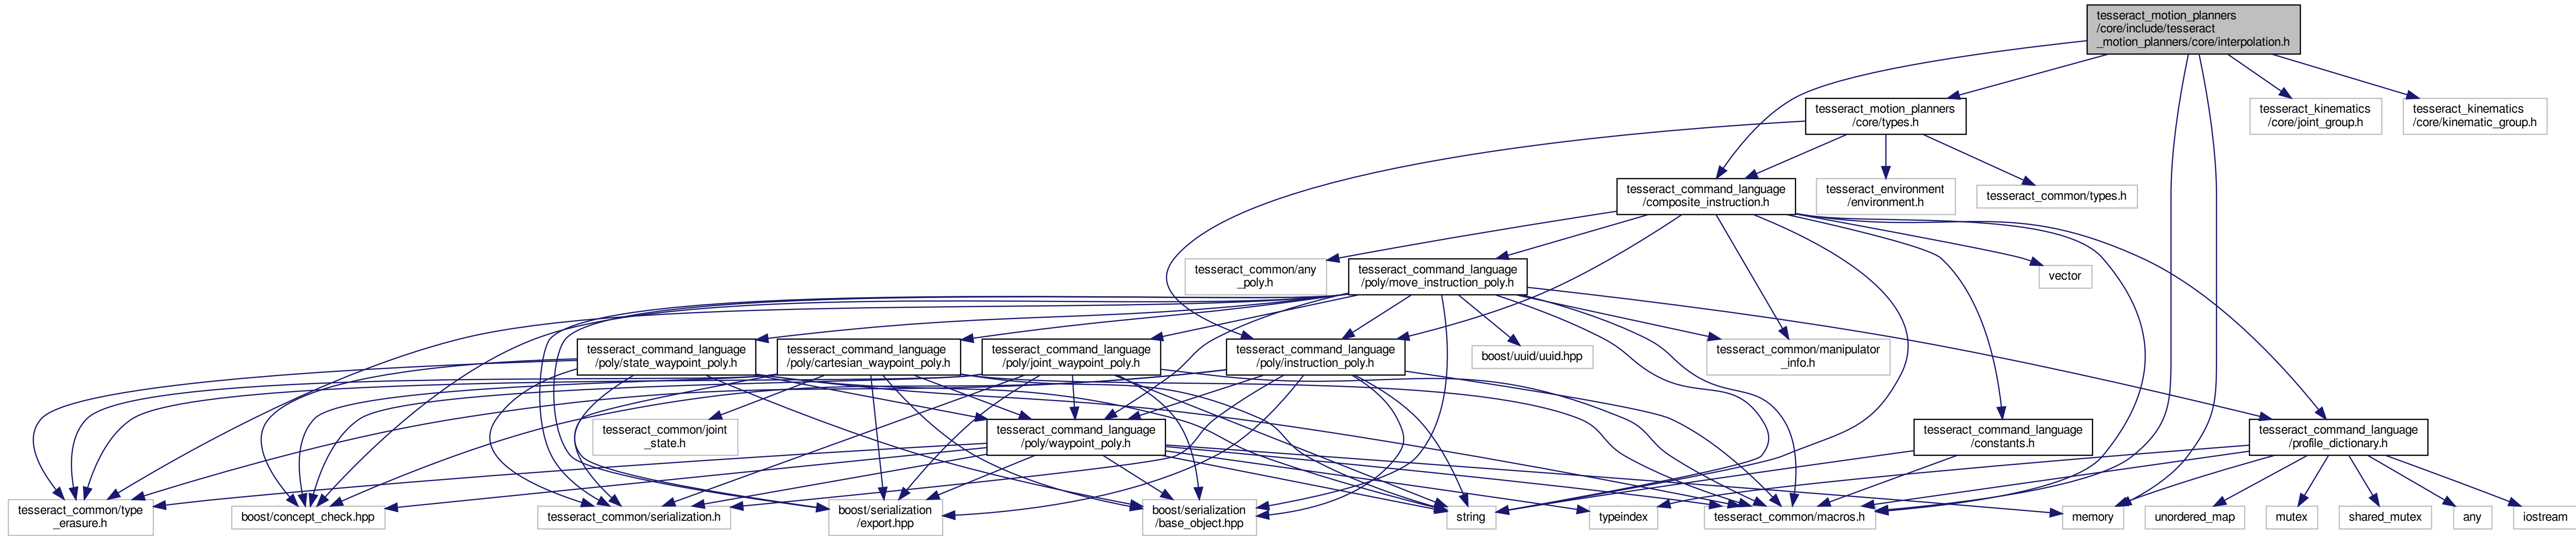 tesseract_motion_planners
/core/include/tesseract
_motion_planners/core/interpolation.h
tesseract_motion_planners
/core/types.h
tesseract_kinematics
/core/joint_group.h
tesseract_kinematics
/core/kinematic_group.h
tesseract_command_language
/composite_instruction.h
tesseract_environment
/environment.h
tesseract_common/types.h
tesseract_common/any
_poly.h
tesseract_command_language
/poly/move_instruction_poly.h
vector
tesseract_command_language
/poly/state_waypoint_poly.h
tesseract_command_language
/poly/cartesian_waypoint_poly.h
tesseract_command_language
/poly/joint_waypoint_poly.h
tesseract_command_language
/poly/instruction_poly.h
boost/uuid/uuid.hpp
tesseract_common/manipulator
_info.h
tesseract_common/joint
_state.h
tesseract_command_language
/poly/waypoint_poly.h
tesseract_command_language
/constants.h
tesseract_command_language
/profile_dictionary.h
tesseract_common/type
_erasure.h
boost/concept_check.hpp
tesseract_common/serialization.h
boost/serialization
/export.hpp
boost/serialization
/base_object.hpp
string
typeindex
tesseract_common/macros.h
memory
unordered_map
mutex
shared_mutex
any
iostream